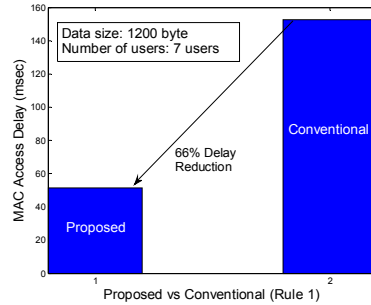 160
140
120
100
80
60
40
20
0
MAC Access Delay (msec)
Data size: 1200 byte
Number of users: 7 users
Conventional
66% Delay
Reduction
Proposed
1
2
Proposed vs Conventional (Rule 1)